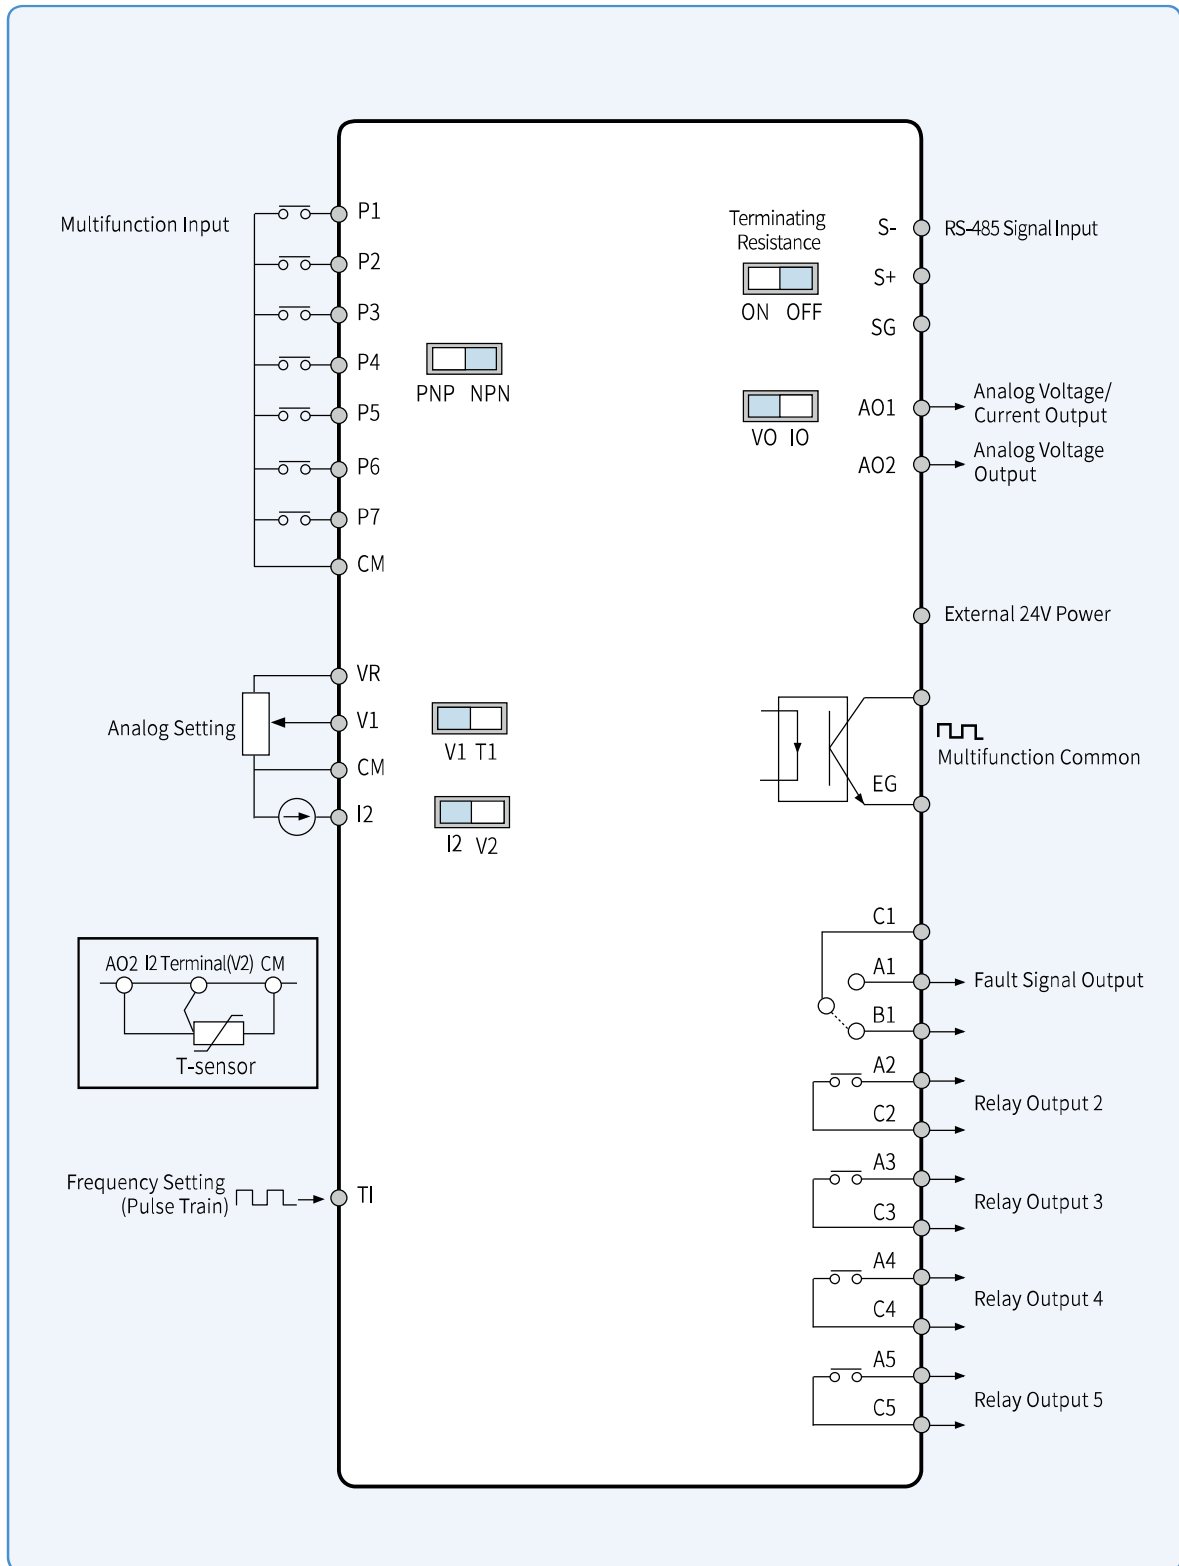 Multifunction Input
P1
P2
P3
P4
P5
P6
P7
CM
PNP NPN
Terminating
Resistance
ON OFF
VO IO
S-
RS-485 Signal Input
S+
SG
AO1
Analog Voltage/
Current Output
AO2
Analog Voltage
Output
External 24V Power
Analog Setting
VR
V1
CM
I2
V1 T1
I2 V2
Multifunction Common
EG
AO2 I2 Terminal(V2) CM
T-sensor
Frequency Setting
(Pulse Train)
TI
C1
A1
Fault Signal Output
B1
A2
Relay Output 2
C2
A3
Relay Output 3
C3
A4
Relay Output 4
C4
A5
Relay Output 5
C5